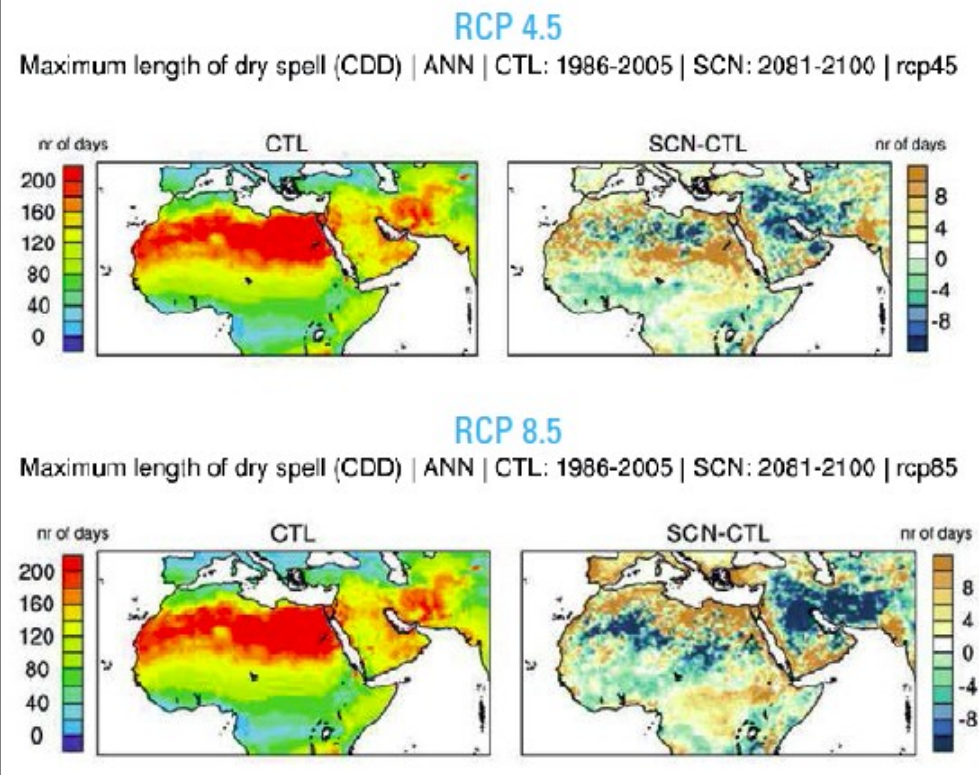 RCP 4.5
Maximum length of dry spell (CDD) | ANN | CTL: 1986-2005 | SCN: 2081-2100 | rcp45
nr of days
CTL
SCN-CTL
nr of days
200
160
120
80
40
0
8
4
0
-4
-8
RCP 8.5
Maximum length of dry spell (CDD) | ANN | CTL: 1986-2005 | SCN: 2081-2100 | rcp85
nr of days
CTL
SCN-CTL
nr of days
200
160
120
80
40
0
8
4
0
-4
-8